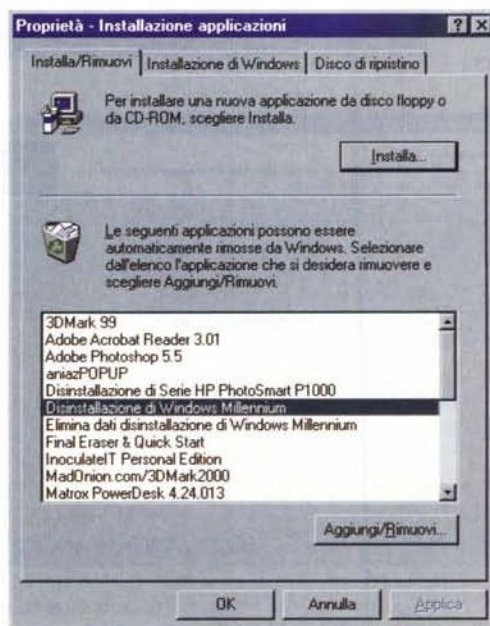 Proprietà - Installazione applicazioni
Installa/Rimuovi
Installazione di Windows
Disco di ripristino
Per installare una nuova applicazione da disco floppy o
da CD-ROM, scegliere Installa.
Installa...
Le seguenti applicazioni possono essere
automaticamente rimosse da Windows. Selezionare
dall'elenco l'applicazione che si desidera rimuovere e
scegliere Aggiungi/Rimuovi.
3DMark 99
Adobe Acrobat Reader 3.01
Adobe Photoshop 5.5
aniazPOPUP
Disinstallazione di Serie HP PhotoSmart P1000
Disinstallazione di Windows Millennium
Elimina dati disinstallazione di Windows Millennium
Final Eraser & Quick Start
InoculateIT Personal Edition
MadOnion.com/3DMark2000
Matrox PowerDesk 4.24.013
Aggiungi/Rimuovi...
OK
Annulla
Applica